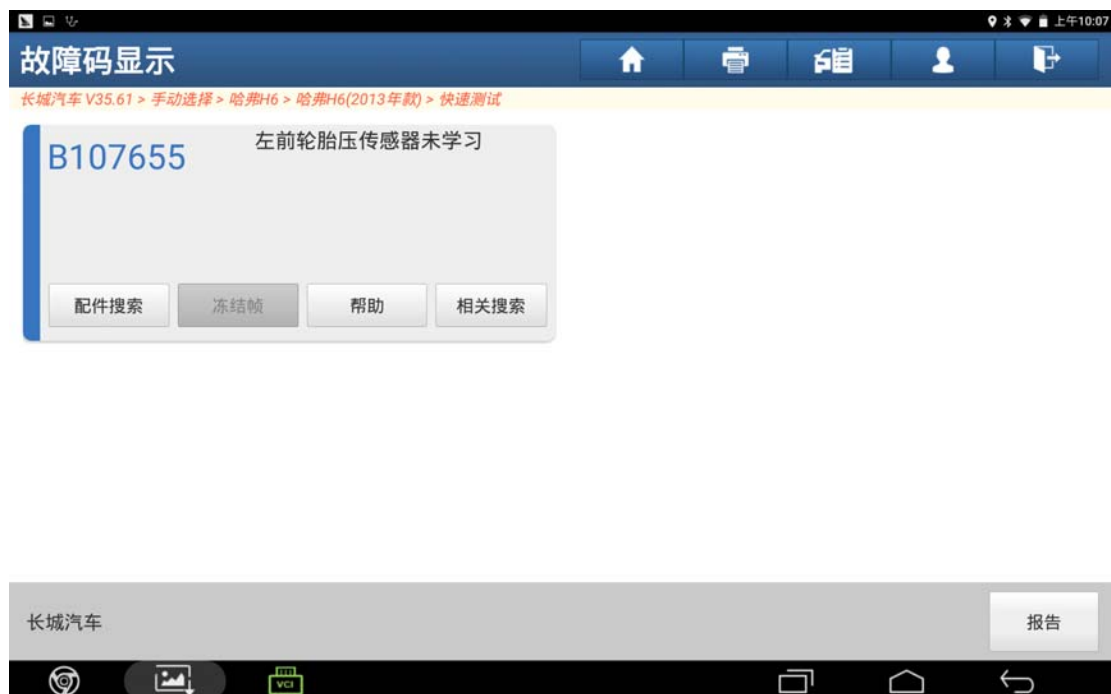 上午10:07
故障码显示
长城汽车 V35.61 > 手动选择 > 哈弗H6 > 哈弗H6(2013年款) > 快速测试
B107655
左前轮胎压传感器未学习
配件搜索
冻结帧
帮助
相关搜索
长城汽车
报告
VCI